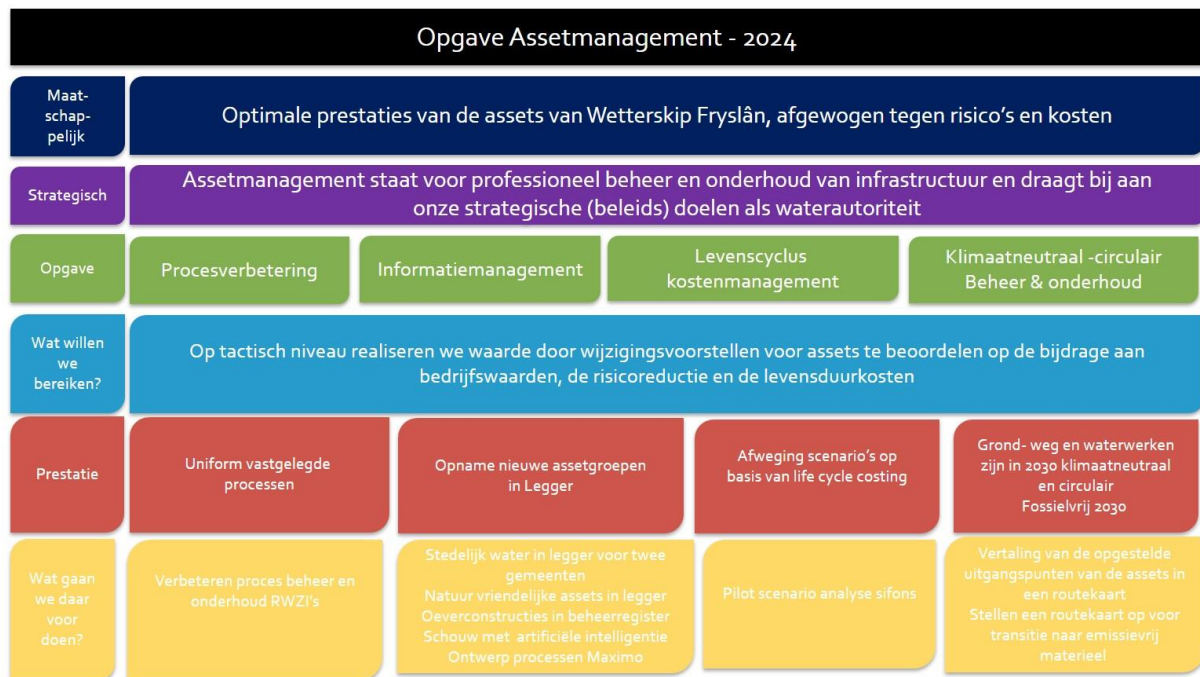 Opgave Assetmanagement - 2024
Maat-
schap-
pelijk
Optimale prestaties van de assets van Wetterskip Fryslân, afgewogen tegen risico's en kosten
Strategisch
Assetmanagement staat voor professioneel beheer en onderhoud van infrastructuur en draagt bij aan
onze strategische (beleids) doelen als waterautoriteit
Opgave
Procesverbetering
Informatiemanagement
Levenscyclus
kostenmanagement
Klimaatneutraal -circulair
Beheer & onderhoud
Wat willen
we
bereiken?
Op tactisch niveau realiseren we waarde door wijzigingsvoorstellen voor assets te beoordelen op de bijdrage aan
bedrijfswaarden, de risicoreductie en de levensduurkosten
Prestatie
Uniform vastgelegde
processen
Opname nieuwe assetgroepen
in Legger
Afweging scenario's op
basis van life cycle costing
Grond- weg en waterwerken
zijn in 2030 klimaatneutraal
en circulair
Fossielvrij 2030
Wat gaan
we daar
voor
doen?
Verbeteren proces beheer en
onderhoud RWZI's
Stedelijk water in legger voor twee
gemeenten
Natuur vriendelijke assets in legger
Oeverconstructies in beheerregister
Schouw met artificiële intelligentie
Ontwerp processen Maximo
Pilot scenario analyse sifons
Vertaling van de opgestelde
uitgangspunten van de assets in
een routekaart
Stellen een routekaart op voor
transitie naar emissievrij
materieel